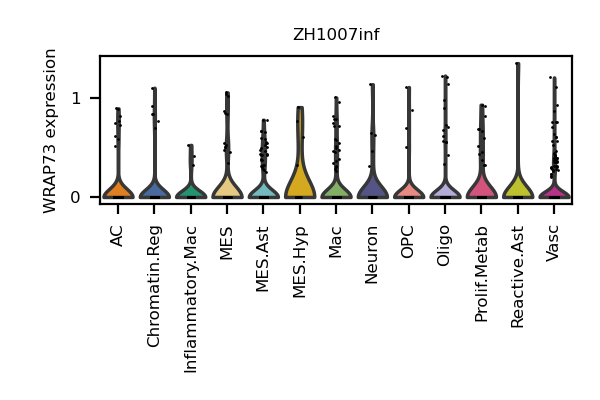 ZH1007inf
WRAP73 expression
1
0
AC
Chromatin.Reg
Inflammatory.Mac
MES
MES.Ast
MES.Hyp
Mac
Neuron
OPC
Oligo
Prolif.Metab
Reactive.Ast
Vasc